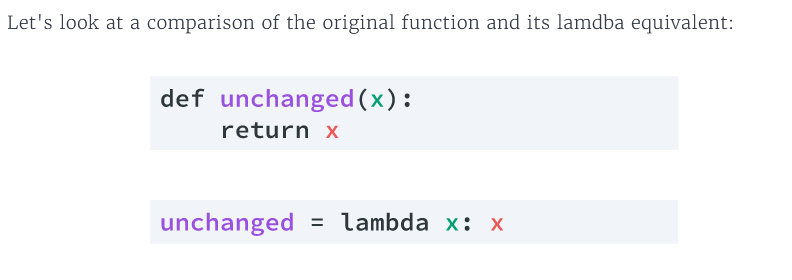 Let's look at a comparison of the original function and its lamdba equivalent:
def unchanged(x):
    return x
unchanged = lambda x: x